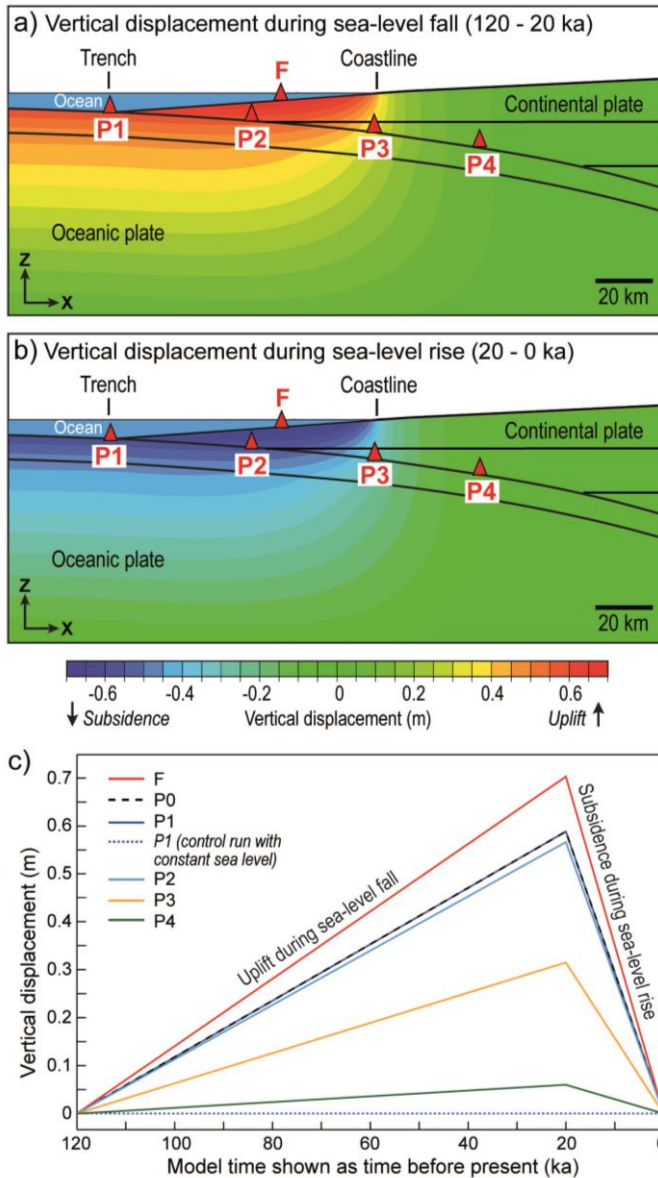 a) Vertical displacement during sea-level fall (120 - 20 ka)
Trench
F
Coastline
Ocean
Continental plate
P1
P2
P3
P4
Oceanic plate
z
x
20 km
b) Vertical displacement during sea-level rise (20 - 0 ka)
Trench
F
Coastline
Ocean
Continental plate
P1
P2
P3
P4
Oceanic plate
z
x
20 km
-0.6 -0.4 -0.2 0 0.2 0.4 0.6
Subsidence Vertical displacement (m) Uplift
c)
F
P0
P1
P1 (control run with
constant sea level)
P2
P3
P4
Uplift during sea-level fall
Subsidence during sea-level rise
0.7
0.6
0.5
0.4
0.3
0.2
0.1
0
Vertical displacement (m)
120 100 80 60 40 20
Model time shown as time before present (ka)